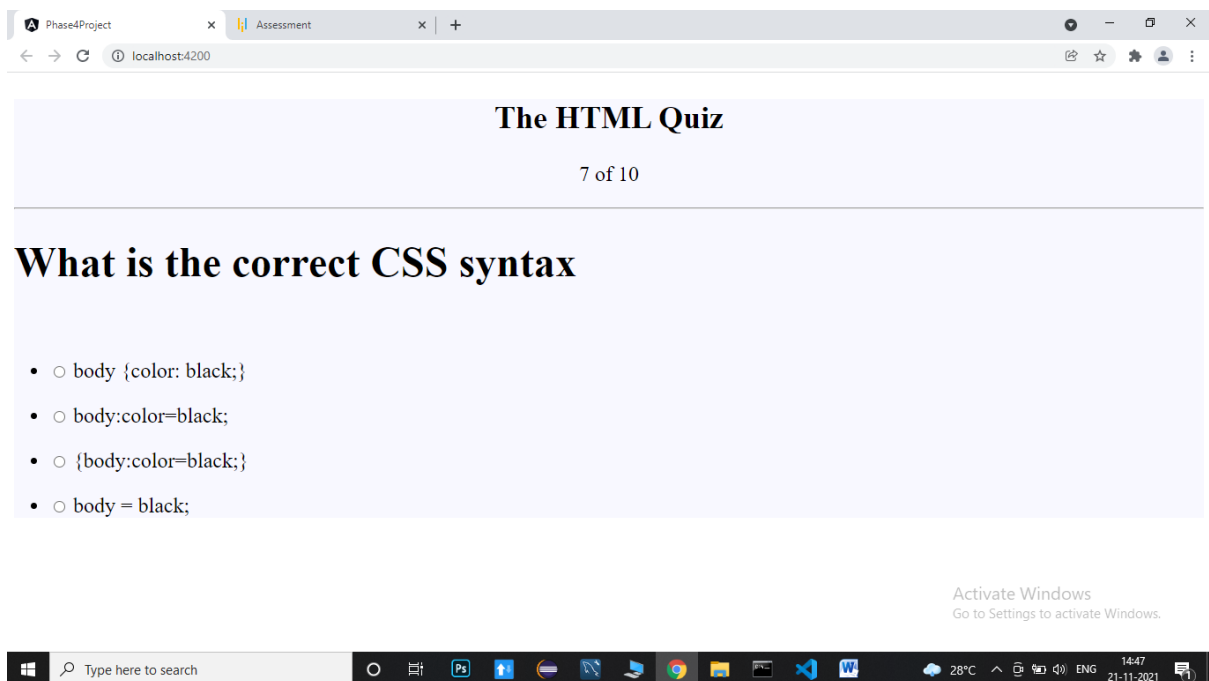 Phase4Project
Assessment
localhost:4200
The HTML Quiz
7 of 10
What is the correct CSS syntax
body {color: black;}
body:color=black;
{body:color=black;}
body = black;
Activate Windows
Go to Settings to activate Windows.
Type here to search
Ps
W
28°C
ENG
14:47
21-11-2021
1